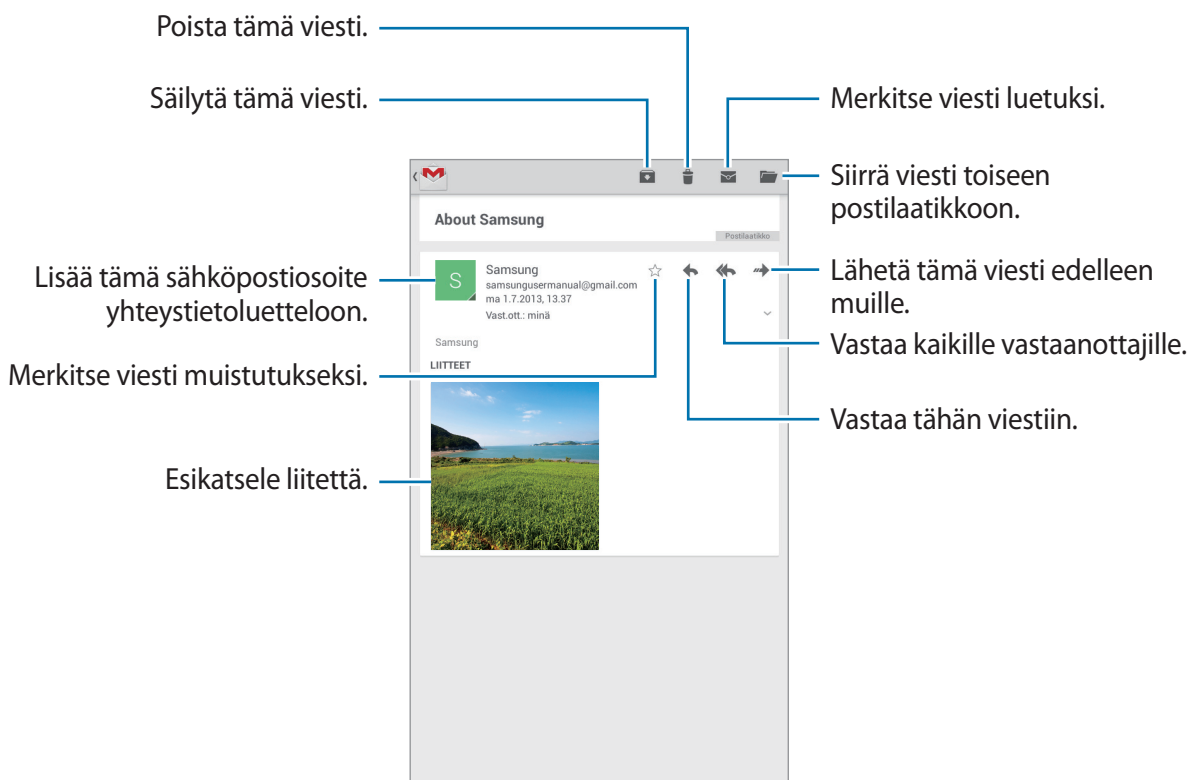 Poista tämä viesti.
Säilytä tämä viesti.
Merkitse viesti luetuksi.
Siirrä viesti toiseen
postilaatikkoon.
About Samsung
Postilaatikko
Lisää tämä sähköpostiosoite
yhteystietoluetteloon.
S
Samsung
samsungusermanual@gmail.com
ma 1.7.2013, 13.37
Vast.ott.: minä
Lähetä tämä viesti edelleen
muille.
Samsung
Vastaa kaikille vastaanottajille.
LIITTEET
Merkitse viesti muistutukseksi.
Vastaa tähän viestiin.
Esikatsele liitettä.